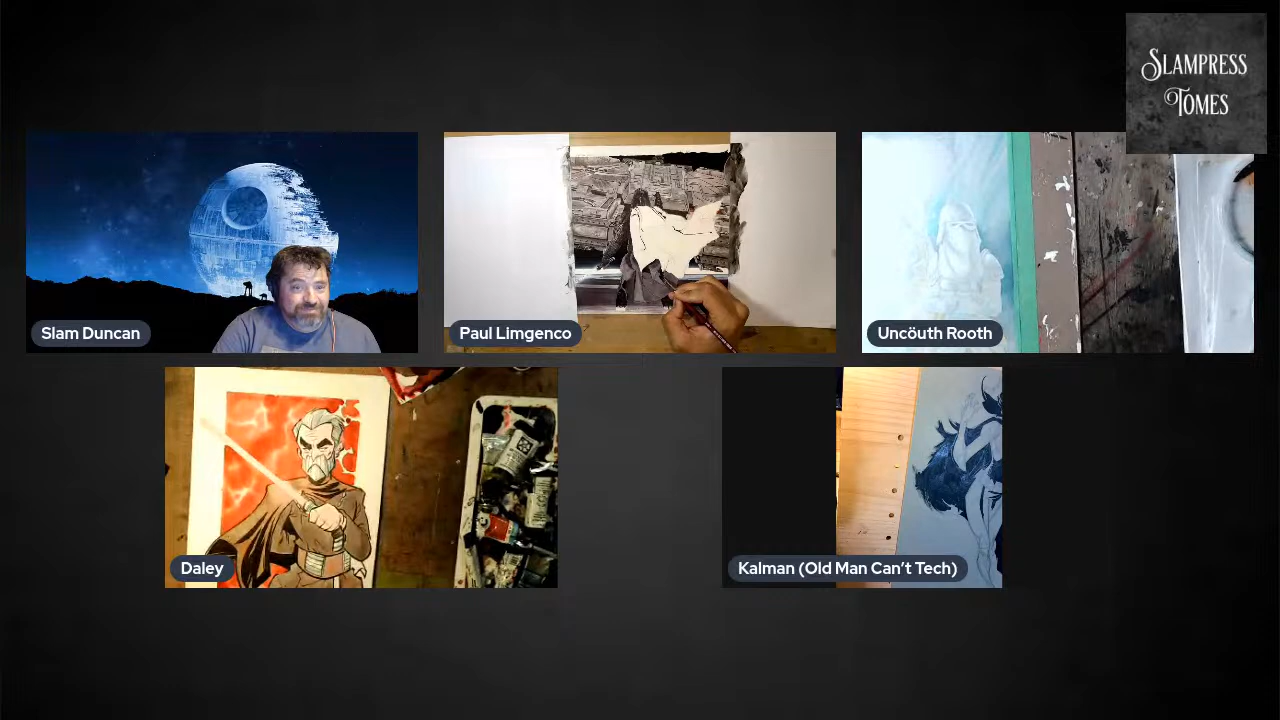 Slampress
Tomes
Slam Duncan
Paul Limgenco
Uncöuth Rooth
Daley
Kalman (Old Man Can't Tech)